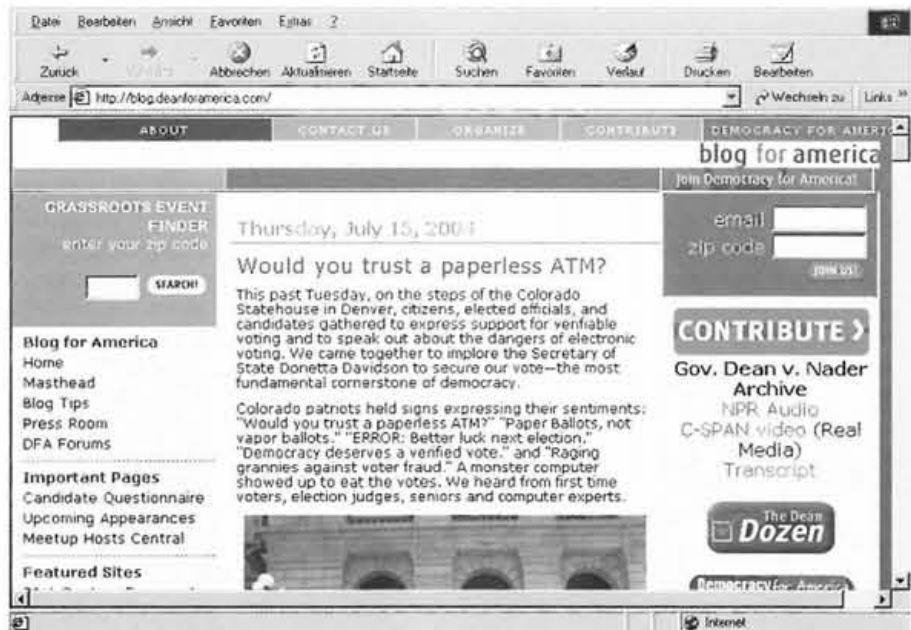 Datei Bearbeiten Ansicht Favoriten Extras ?
Zurück Abbrechen Aktualisieren Startseite Suchen Favoriten Verlauf Drucken Bearbeiten
Adresse http://blog.deanforamerica.com/ Wechseln zu Links »
ABOUT CONTACT US ORGANIZE CONTRIBUTE DEMOCRACY FOR AMERIC
blog for america
Join Democracy for America!
GRASSROOTS EVENT
FINDER
enter your zip code
SEARCH!
Blog for America
Home
Masthead
Blog Tips
Press Room
DFA Forums
Important Pages
Candidate Questionnaire
Upcoming Appearances
Meetup Hosts Central
Featured Sites
Thursday, July 15, 2004
Would you trust a paperless ATM?
This past Tuesday, on the steps of the Colorado
Statehouse in Denver, citizens, elected officials, and
candidates gathered to express support for verifiable
voting and to speak out about the dangers of electronic
voting. We came together to implore the Secretary of
State Donetta Davidson to secure our vote—the most
fundamental cornerstone of democracy.
Colorado patriots held signs expressing their sentiments:
"Would you trust a paperless ATM?" "Paper Ballots, not
vapor ballots." "ERROR: Better luck next election."
"Democracy deserves a verified vote." and "Raging
grannies against voter fraud." A monster computer
showed up to eat the votes. We heard from first time
voters, election judges, seniors and computer experts.
email
zip code
JOIN US!
CONTRIBUTE >
Gov. Dean v. Nader
Archive
NPR Audio
C-SPAN video (Real
Media)
Transcript
The Dean
Dozen
Democracy for America
Internet